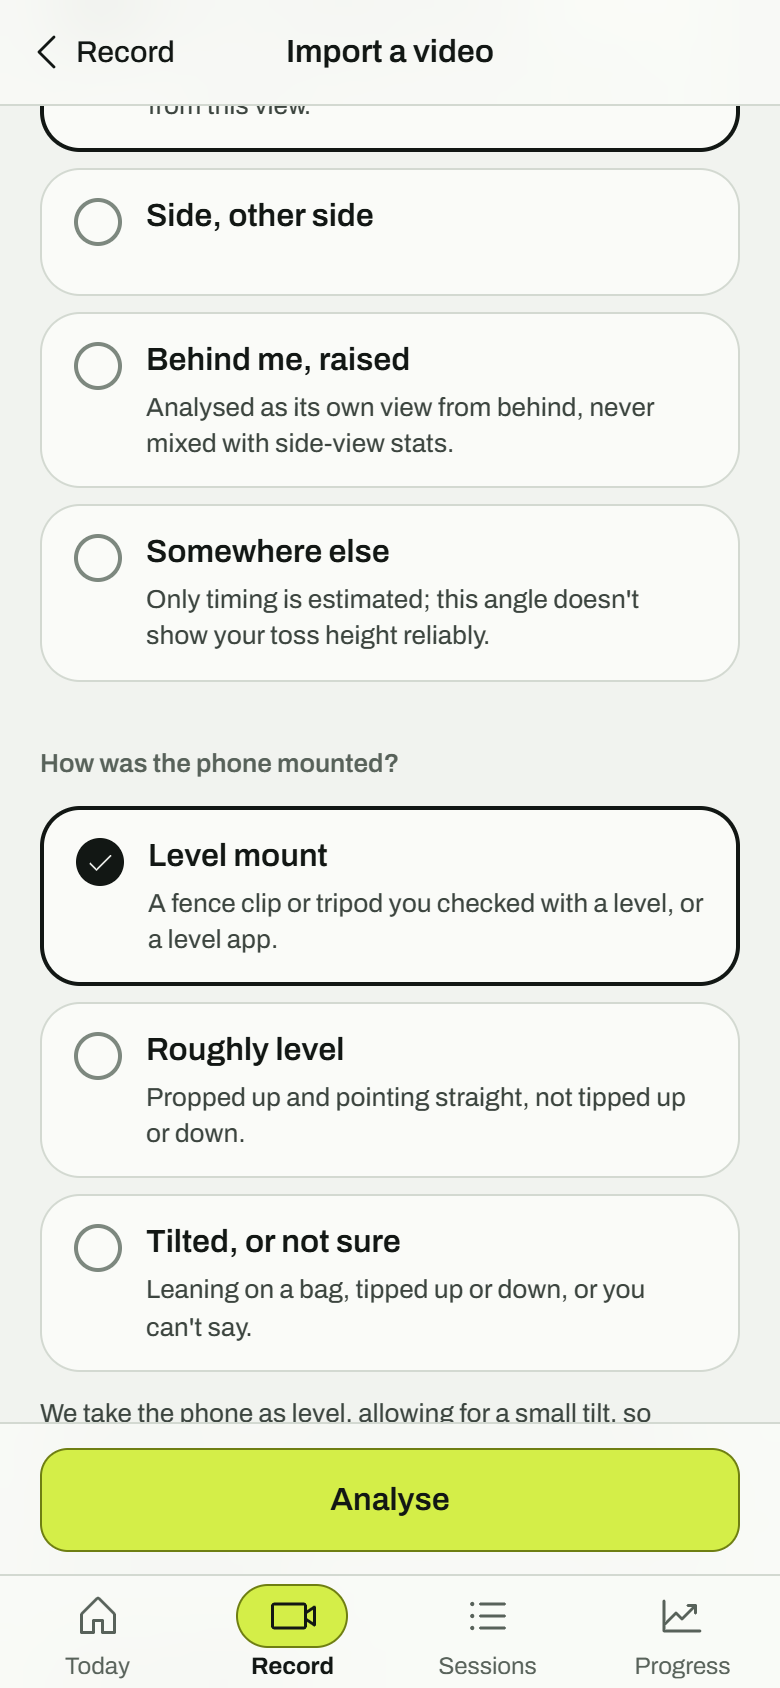 Record
Import a video
from this view.
Side, other side
Behind me, raised
Analysed as its own view from behind, never
mixed with side-view stats.
Somewhere else
Only timing is estimated; this angle doesn't
show your toss height reliably.
How was the phone mounted?
Level mount
A fence clip or tripod you checked with a level, or
a level app.
Roughly level
Propped up and pointing straight, not tipped up
or down.
Tilted, or not sure
Leaning on a bag, tipped up or down, or you
can't say.
We take the phone as level, allowing for a small tilt, so
Analyse
Today
Record
Sessions
Progress